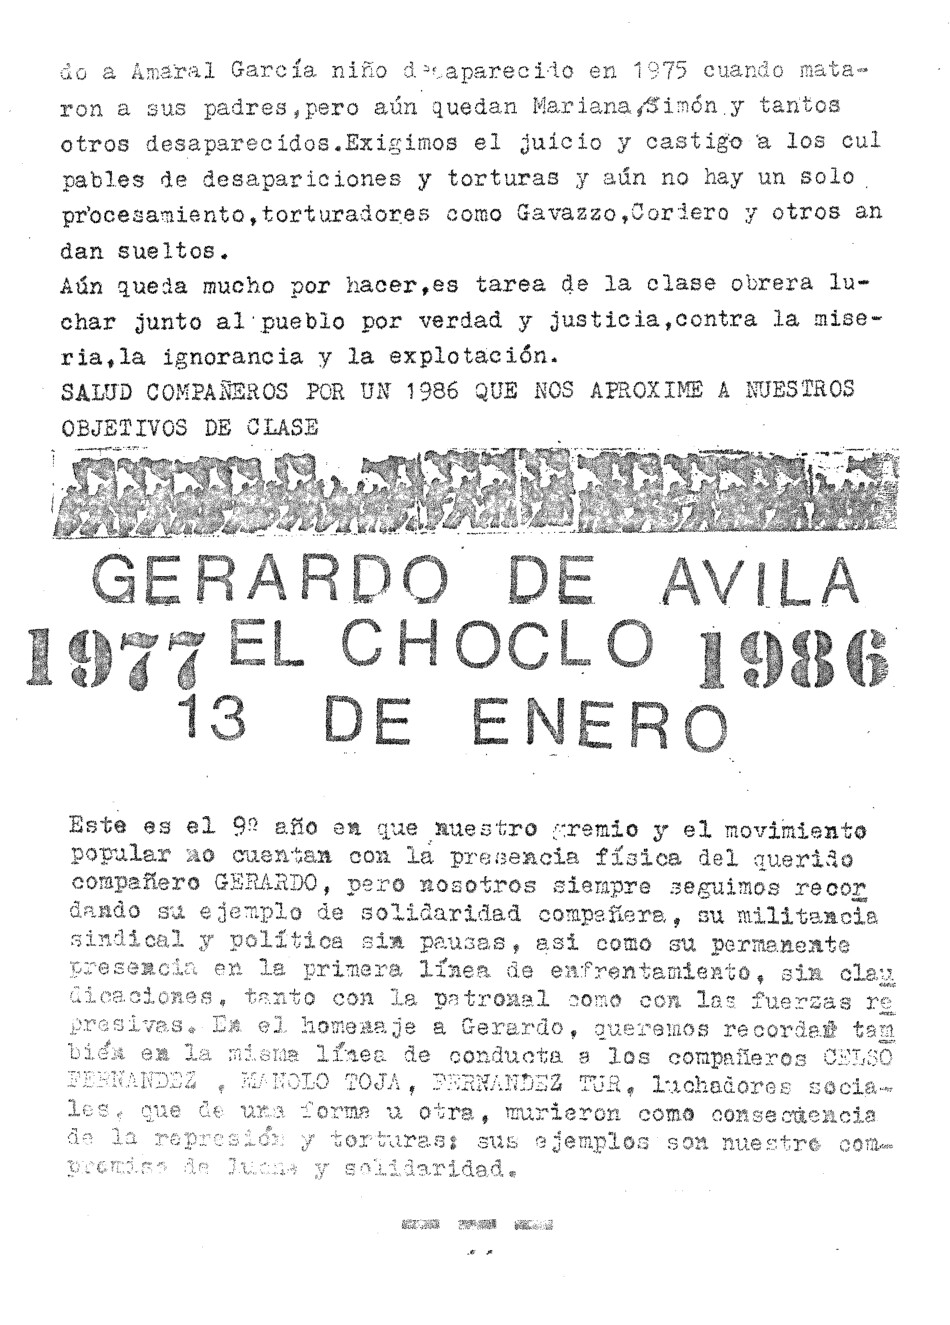 do a Amaral García niño desaparecido en 1975 cuando mata-
ron a sus padres,pero aún quedan Mariana,Simón y tantos
otros desaparecidos.Exigimos el juicio y castigo a los cul
pables de desapariciones y torturas y aún no hay un solo
procesamiento,torturadores como Gavazzo,Cordero y otros an
dan sueltos.
Aún queda mucho por hacer,es tarea de la clase obrera lu-
char junto al pueblo por verdad y justicia,contra la mise-
ria,la ignorancia y la explotación.
SALUD COMPAÑEROS POR UN 1986 QUE NOS APROXIME A NUESTROS
OBJETIVOS DE CLASE
GERARDO DE AVILA
1977 EL CHOCLO 1986
13 DE ENERO
Este es el 9º año en que nuestro gremio y el movimiento
popular no cuentan con la presencia física del querido
compañero GERARDO, pero nosotros siempre seguimos recor
dando su ejemplo de solidaridad compañera, su militancia
sindical y política sin pausas, asi como su permanente
presencia en la primera línea de enfrentamiento, sin clau
dicaciones, tanto con la patronal como con las fuerzas re
presivas. En el homenaje a Gerardo, queremos recordar tam
bién en la misma línea de conducta a los compañeros CELSO
FERNANDEZ , MANOLO TOJA, FERNANDEZ TUR, luchadores socia-
les, que de una forma u otra, murieron como consecuencia
de la represión y torturas; sus ejemplos son nuestro com-
promiso de lucha y solidaridad.